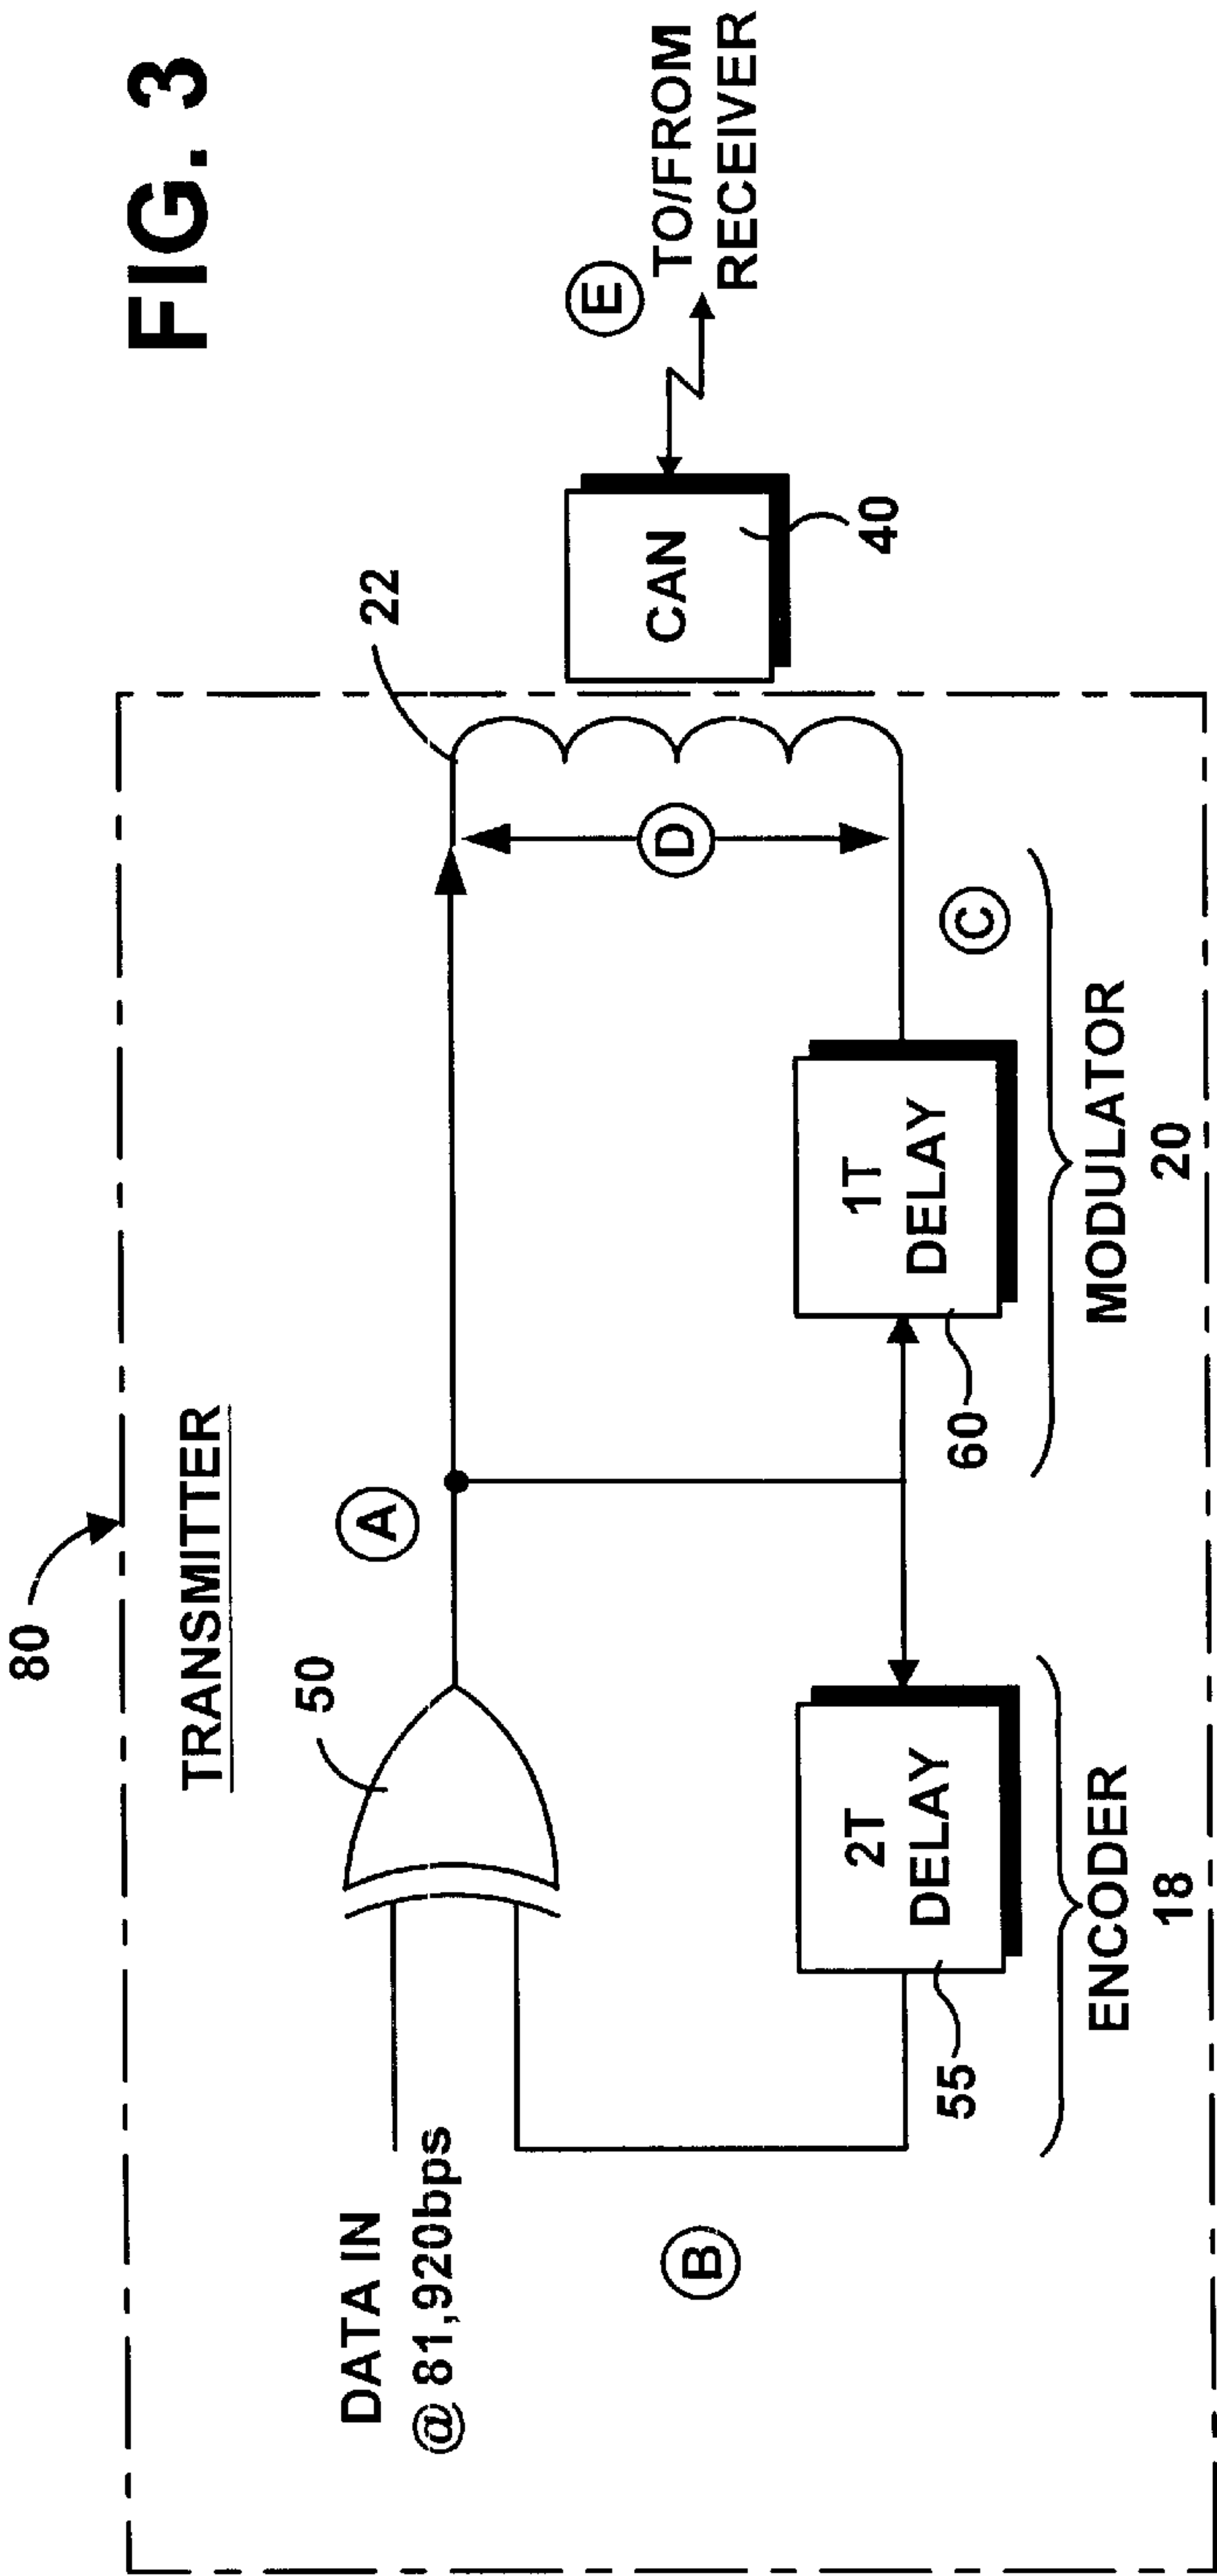 FIG. 3
80
TRANSMITTER
50
A
22
DATA IN
@ 81,920bps
B
2T
DELAY
55
1T
DELAY
60
C
D
CAN
40
E
TO/FROM
RECEIVER
ENCODER
18
MODULATOR
20